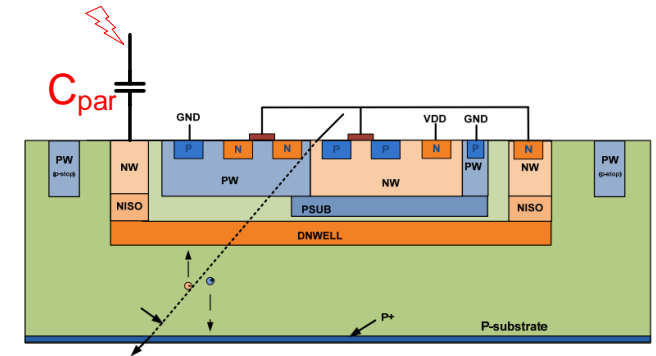 Cpar
GND
VDD
GND
PW
(p-stop)
NW
P
N
N
P
P
N
P
N
PW
NW
PW
NW
PW
(p-stop)
NISO
PSUB
NISO
DNWELL
P+
P-substrate